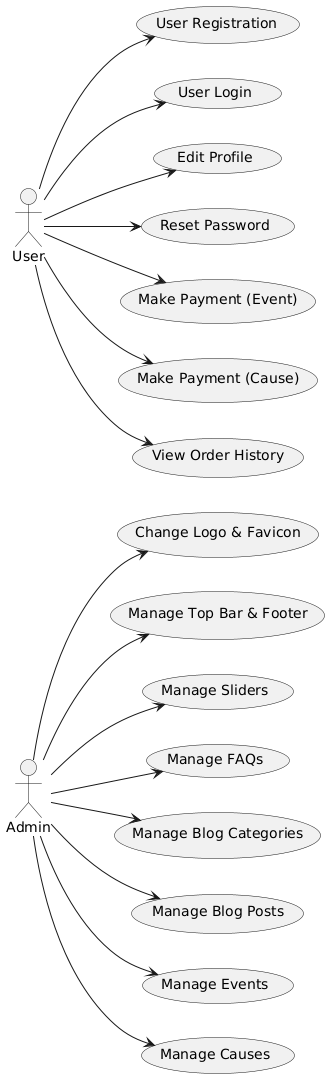 User Registration
User Login
Edit Profile
Reset Password
User
Make Payment (Event)
Make Payment (Cause)
View Order History
Change Logo & Favicon
Manage Top Bar & Footer
Manage Sliders
Manage FAQs
Admin
Manage Blog Categories
Manage Blog Posts
Manage Events
Manage Causes